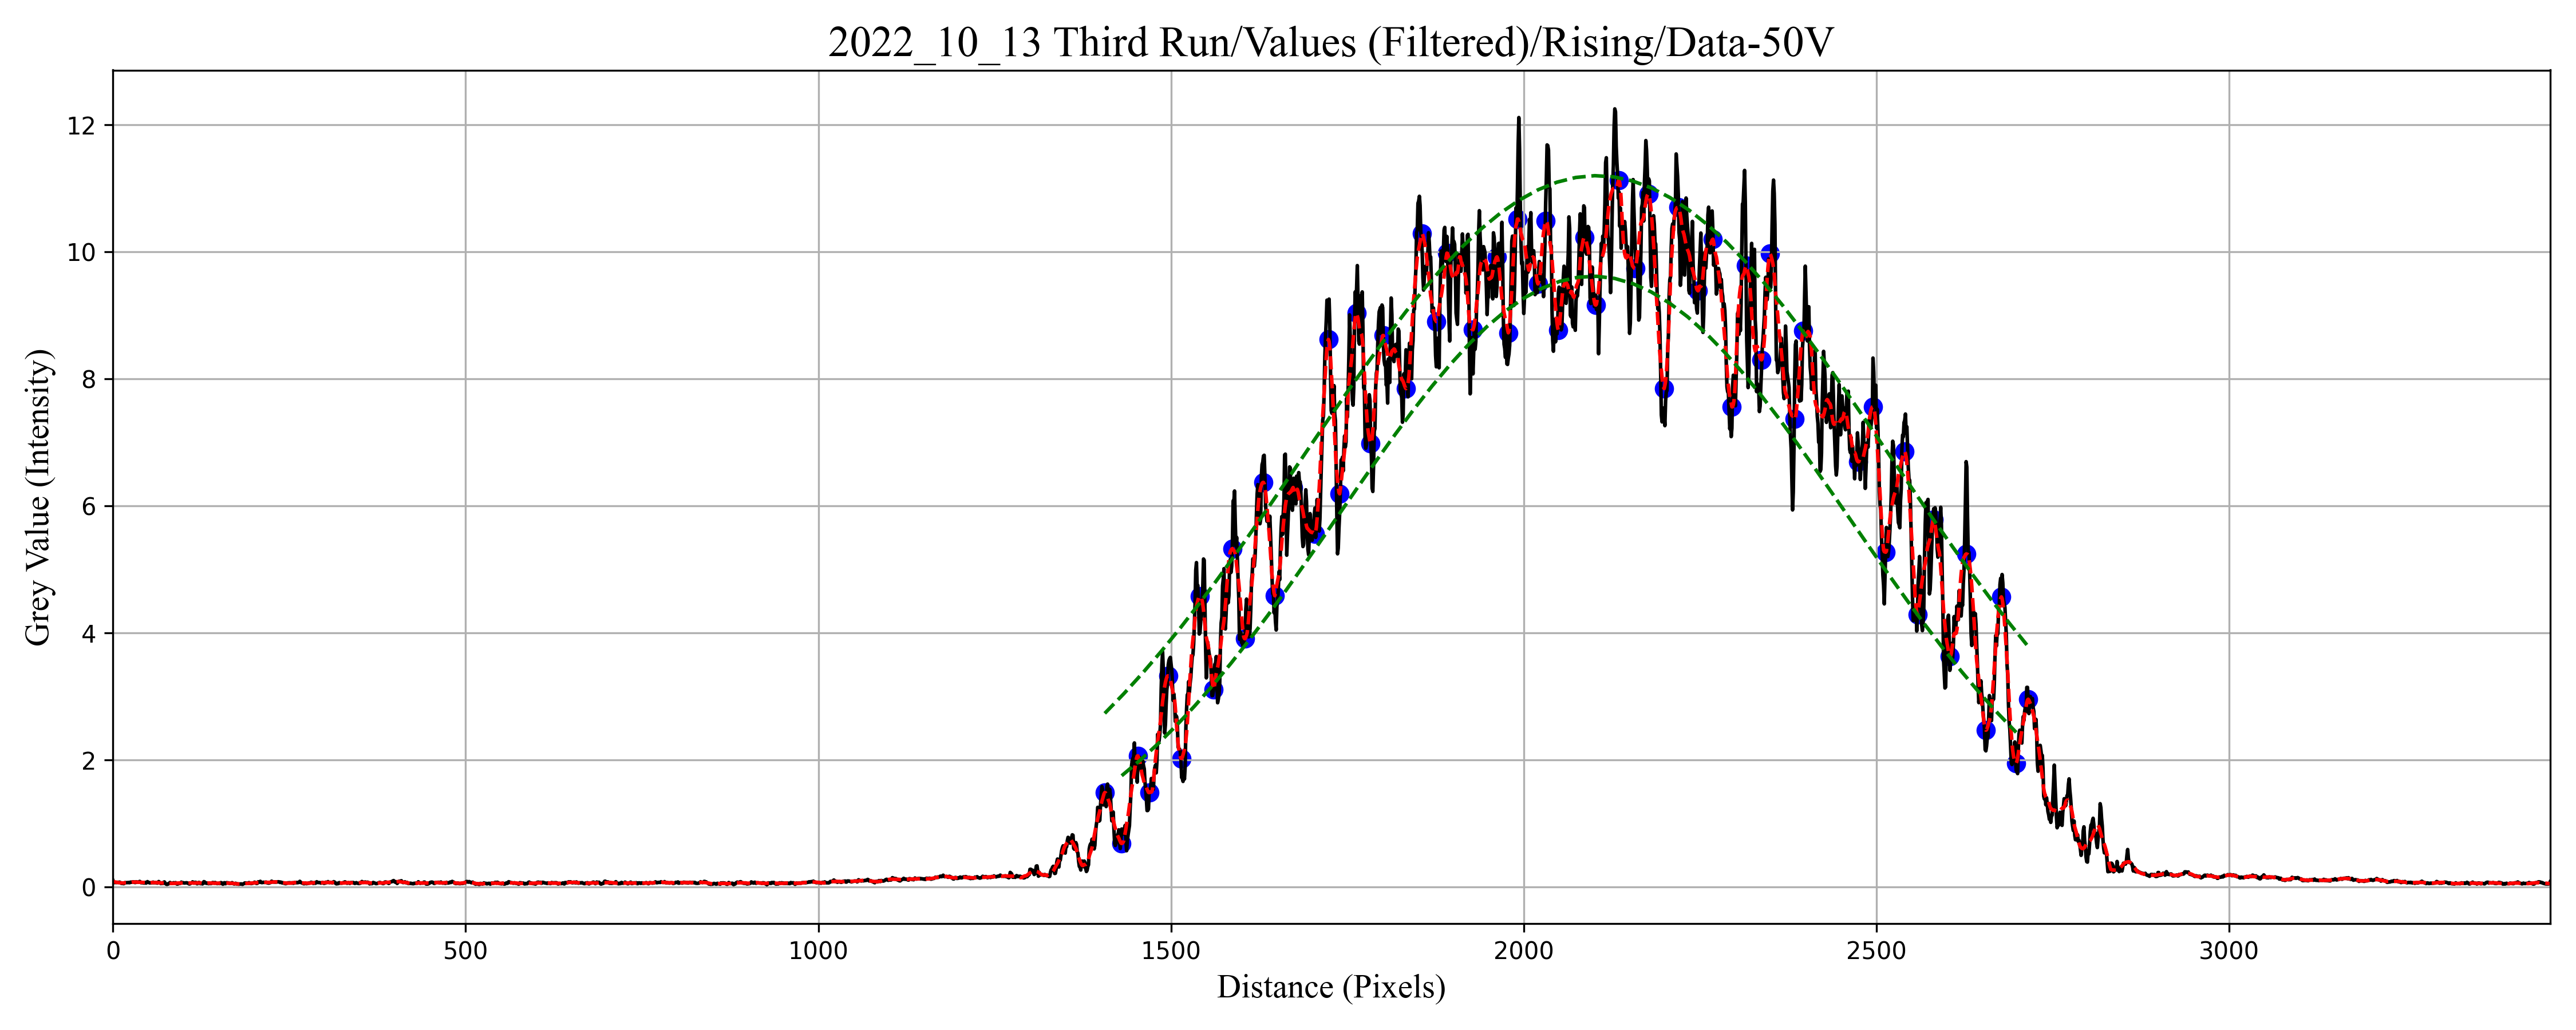 2022_10_13 Third Run/Values (Filtered)/Rising/Data-50V
Grey Value (Intensity)
12
10
8
6
4
2
0
0 500 1000 1500 2000 2500 3000
Distance (Pixels)